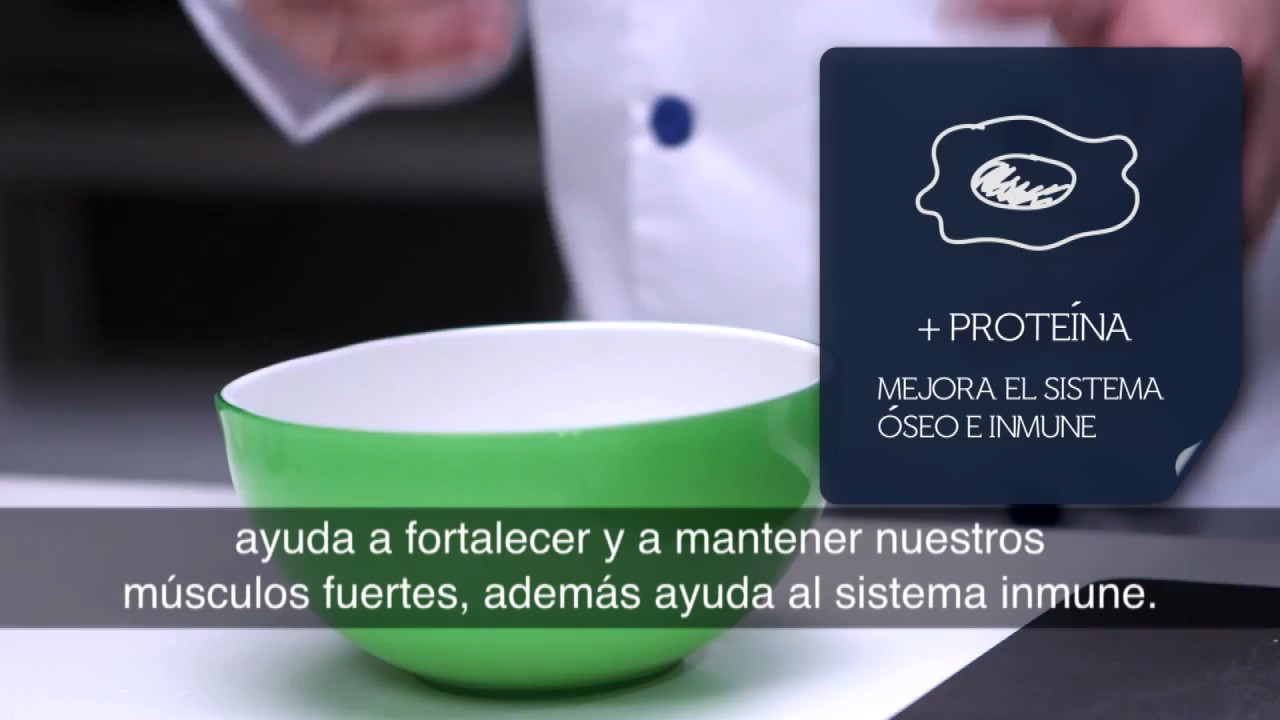 + PROTEÍNA
MEJORA EL SISTEMA
ÓSEO E INMUNE
ayuda a fortalecer y a mantener nuestros
músculos fuertes, además ayuda al sistema inmune.